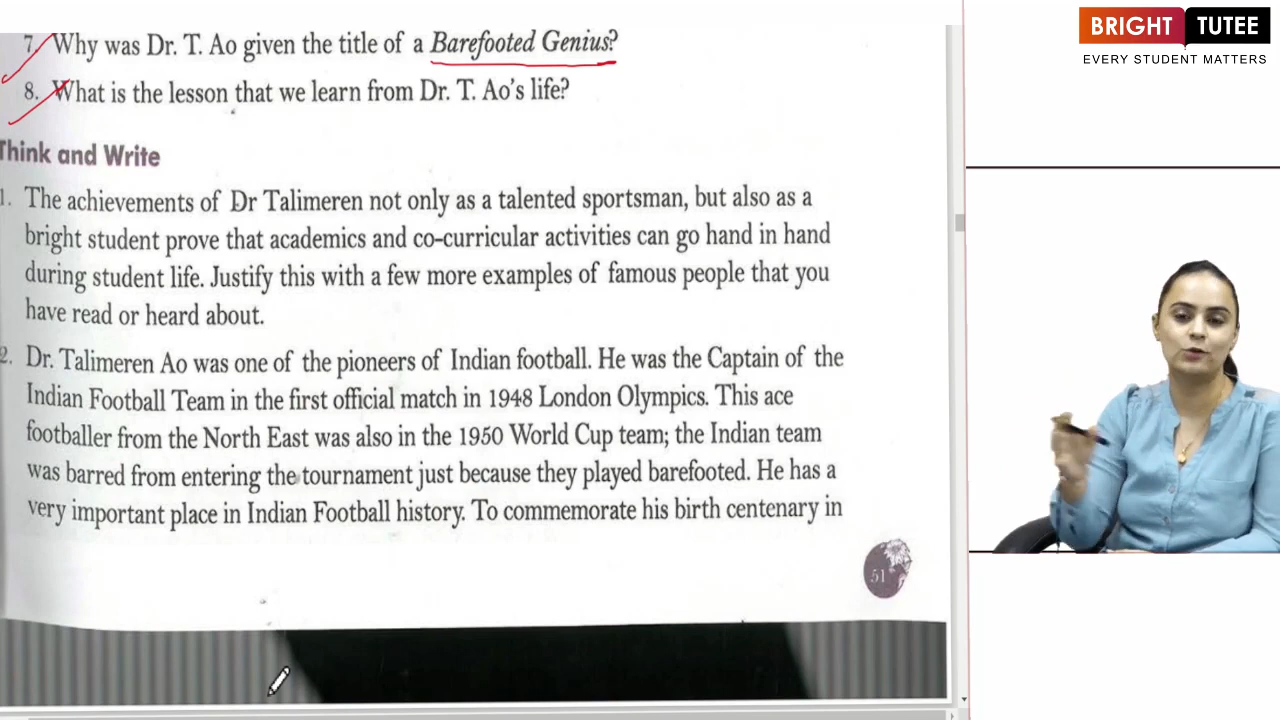 7. Why was Dr. T. Ao given the title of a Barefooted Genius?
8. What is the lesson that we learn from Dr. T. Ao's life?
Think and Write
1. The achievements of Dr Talimeren not only as a talented sportsman, but also as a
bright student prove that academics and co-curricular activities can go hand in hand
during student life. Justify this with a few more examples of famous people that you
have read or heard about.
2. Dr. Talimeren Ao was one of the pioneers of Indian football. He was the Captain of the
Indian Football Team in the first official match in 1948 London Olympics. This ace
footballer from the North East was also in the 1950 World Cup team; the Indian team
was barred from entering the tournament just because they played barefooted. He has a
very important place in Indian Football history. To commemorate his birth centenary in
51
BRIGHT TUTEE
EVERY STUDENT MATTERS